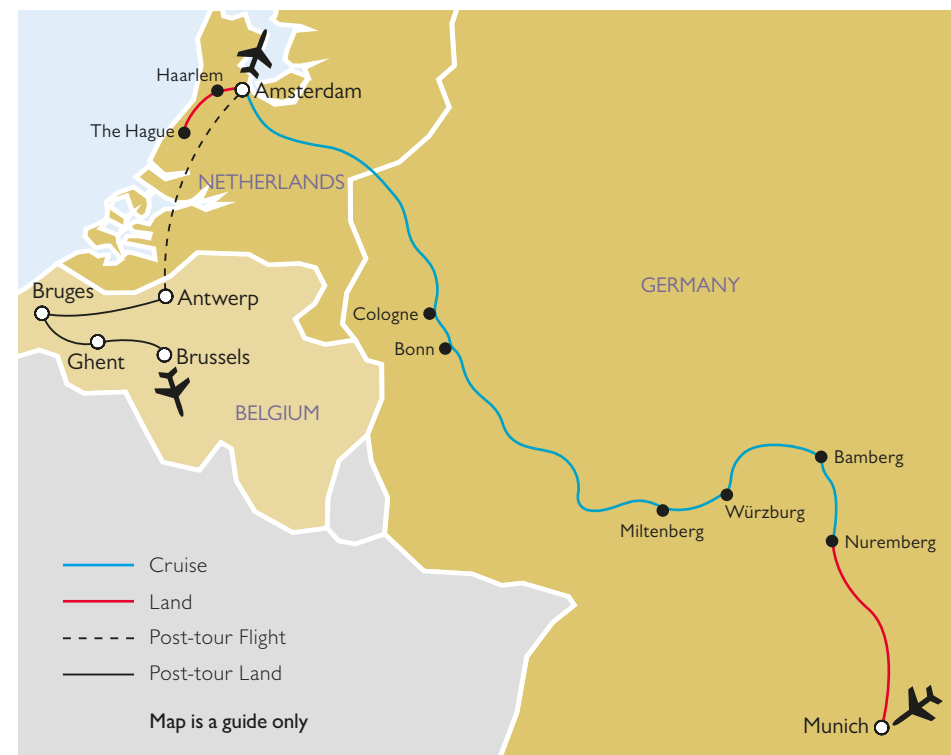 Haarlem
Amsterdam
The Hague
NETHERLANDS
GERMANY
Bruges
Antwerp
Cologne
Bonn
Ghent
Brussels
BELGIUM
Bamberg
Würzburg
Miltenberg
Nuremberg
Cruise
Land
Post-tour Flight
Post-tour Land
Map is a guide only
Munich